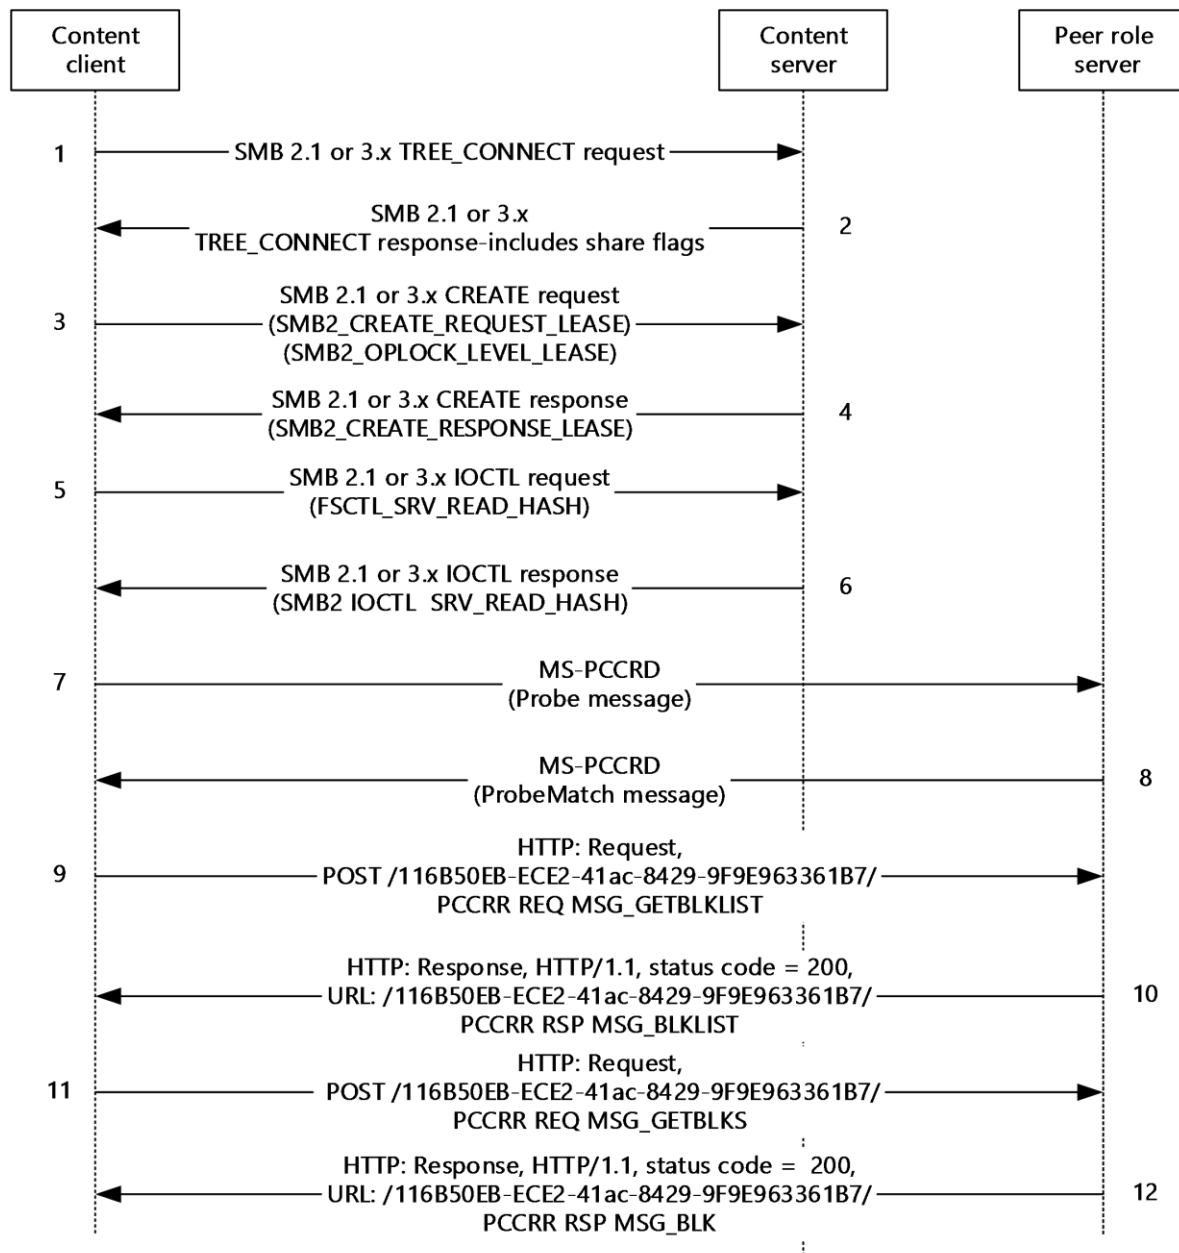 Content
client
Content
server
Peer role
server
1
SMB 2.1 or 3.x TREE_CONNECT request
SMB 2.1 or 3.x
TREE_CONNECT response-includes share flags
2
SMB 2.1 or 3.x CREATE request
3
(SMB2_CREATE_REQUEST_LEASE)
(SMB2_OPLOCK_LEVEL_LEASE)
SMB 2.1 or 3.x CREATE response
(SMB2_CREATE_RESPONSE_LEASE)
4
5
SMB 2.1 or 3.x IOCTL request
(FSCTL_SRV_READ_HASH)
SMB 2.1 or 3.x IOCTL response
(SMB2 IOCTL  SRV_READ_HASH)
6
7
MS-PCCRD
(Probe message)
MS-PCCRD
(ProbeMatch message)
8
HTTP: Request,
9
POST /116B50EB-ECE2-41ac-8429-9F9E963361B7/
PCCRR REQ MSG_GETBLKLIST
HTTP: Response, HTTP/1.1, status code = 200,
URL: /116B50EB-ECE2-41ac-8429-9F9E963361B7/
10
PCCRR RSP MSG_BLKLIST
HTTP: Request,
11
POST /116B50EB-ECE2-41ac-8429-9F9E963361B7/
PCCRR REQ MSG_GETBLKS
HTTP: Response, HTTP/1.1, status code =  200,
URL: /116B50EB-ECE2-41ac-8429-9F9E963361B7/
12
PCCRR RSP MSG_BLK